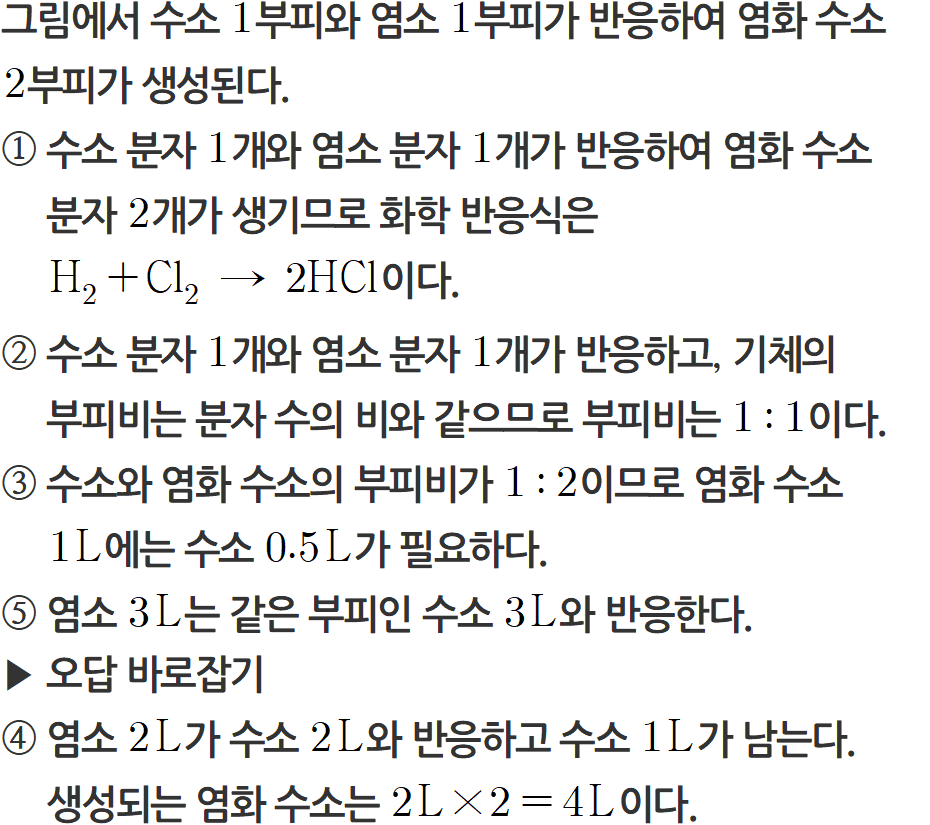 그림에서 수소 1부피와 염소 1부피가 반응하여 염화 수소
2부피가 생성된다.
① 수소 분자 1개와 염소 분자 1개가 반응하여 염화 수소
분자 2개가 생기므로 화학 반응식은
H₂+Cl₂ → 2HCl이다.
② 수소 분자 1개와 염소 분자 1개가 반응하고, 기체의
부피비는 분자 수의 비와 같으므로 부피비는 1 : 1이다.
③ 수소와 염화 수소의 부피비가 1 : 2이므로 염화 수소
1L에는 수소 0.5L가 필요하다.
⑤ 염소 3L는 같은 부피인 수소 3L와 반응한다.
▶ 오답 바로잡기
④ 염소 2L가 수소 2L와 반응하고 수소 1L가 남는다.
생성되는 염화 수소는 2L×2=4L이다.